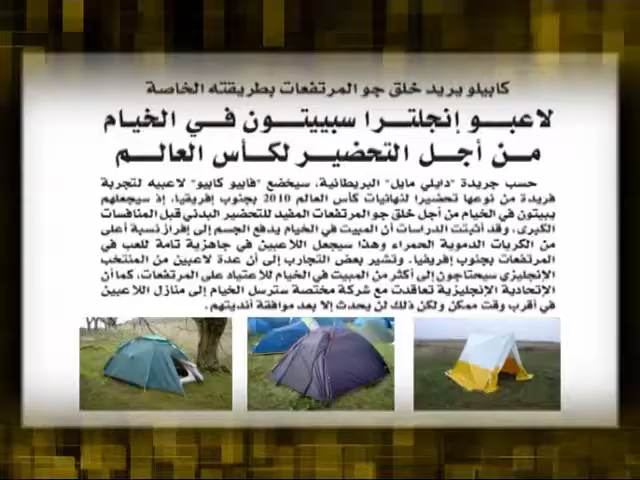 كابيلو يريد خلق جو المرتفعات بطريقته الخاصة
لاعبو إنجلترا سيبيتون في الخيام
من أجل التحضير لكأس العالم
حسب جريدة "دايلي مايل" البريطانية، سيخضع "فابيو كابيو" لاعبيه لتجربة
فريدة من نوعها تحضيرا لنهائيات كأس العالم 2010 بجنوب إفريقيا، إذ سيجعلهم
يبيتون في الخيام من أجل خلق جو المرتفعات المفيد للتحضير البدني قبل المنافسات
الكبرى، وقد أثبتت الدراسات أن المبيت في الخيام يدفع الجسم إلى إفراز نسبة أعلى
من الكريات الدموية الحمراء وهذا سيجعل اللاعبين في جاهزية تامة للعب في
المرتفعات بجنوب إفريقيا. وتشير بعض التجارب إلى أن عدة لاعبين من المنتخب
الإنجليزي سيحتاجون إلى أكثر من المبيت في الخيام للاعتياد على المرتفعات، كما أن
الإتحادية الإنجليزية تعاقدت مع شركة مختصة سترسل الخيام إلى منازل اللاعبين
في أقرب وقت ممكن ولكن ذلك لن يحدث إلا بعد موافقة أنديتهم.